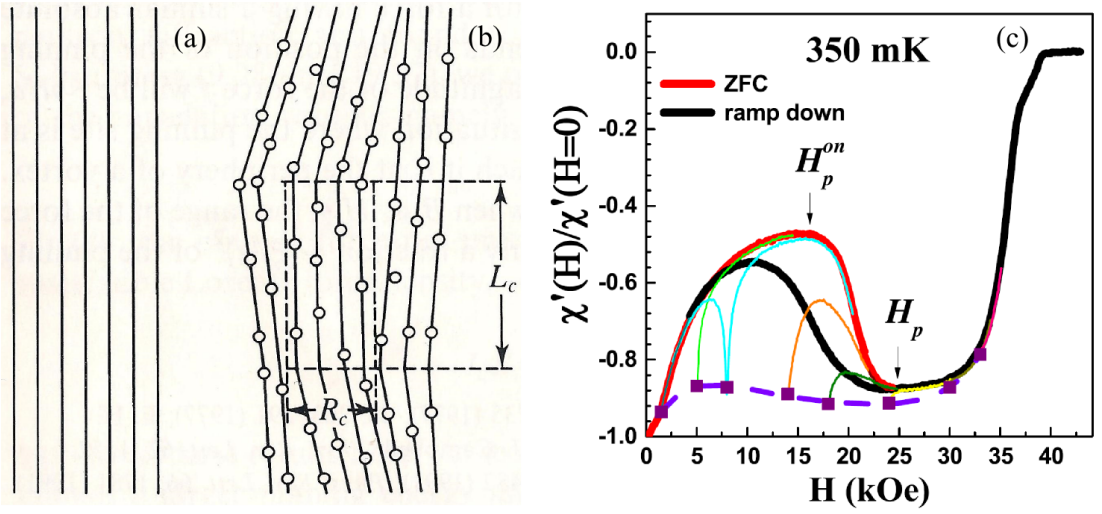 (a)
(b)
L_c
R_c
350 mK
(c)
ZFC
ramp down
H_p^{on}
H_p
χ'(H)/χ'(H=0)
0.0
-0.2
-0.4
-0.6
-0.8
-1.0
0 5 10 15 20 25 30 35 40
H (kOe)